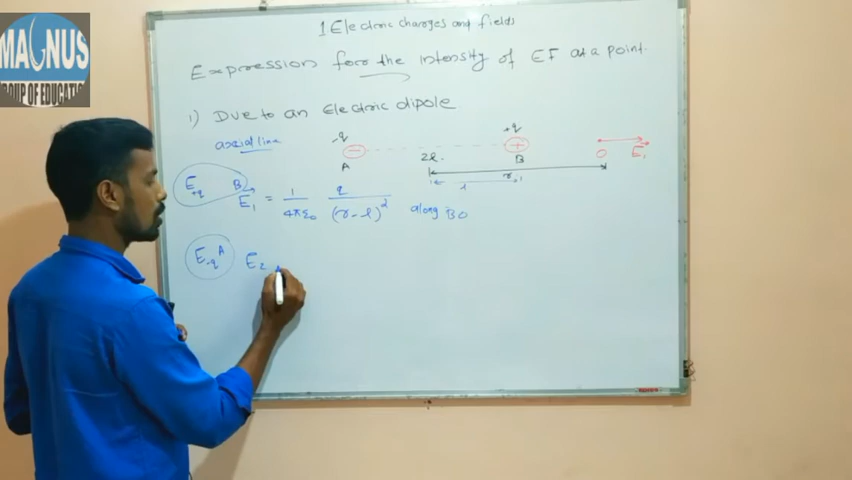 MAGNUS
GROUP OF EDUCATION
1 Electric charges and fields
Expression for the intensity of EF at a point.
1) Due to an Electric dipole
axial line
-q
+q
A
2l.
B
O
E₁
r
l
E+q B
E₁ = 1/4πε₀ q/(r-l)² along BO
E-q A
E₂